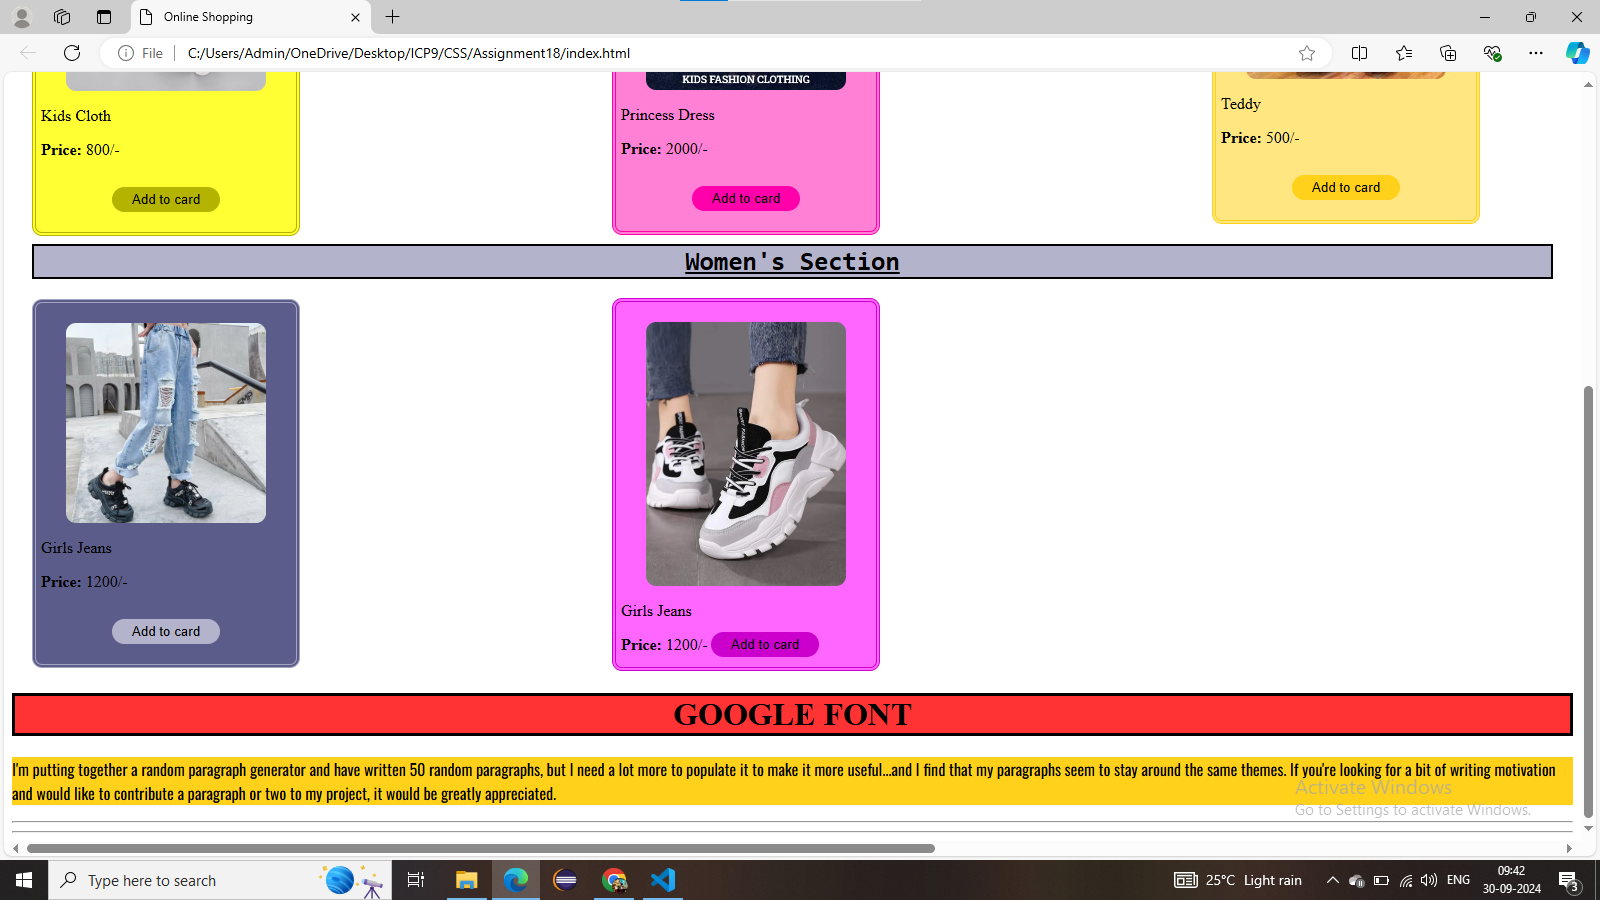 Online Shopping
File
C:/Users/Admin/OneDrive/Desktop/ICP9/CSS/Assignment18/index.html
KIDS FASHION CLOTHING
Kids Cloth
Price: 800/-
Add to card
Princess Dress
Price: 2000/-
Add to card
Teddy
Price: 500/-
Add to card
Women's Section
Girls Jeans
Price: 1200/-
Add to card
Girls Jeans
Price: 1200/- Add to card
GOOGLE FONT
I'm putting together a random paragraph generator and have written 50 random paragraphs, but I need a lot more to populate it to make it more useful...and I find that my paragraphs seem to stay around the same themes. If you're looking for a bit of writing motivation
and would like to contribute a paragraph or two to my project, it would be greatly appreciated.
Activate Windows
Go to Settings to activate Windows.
Type here to search
25°C Light rain
ENG
09:42
30-09-2024
3